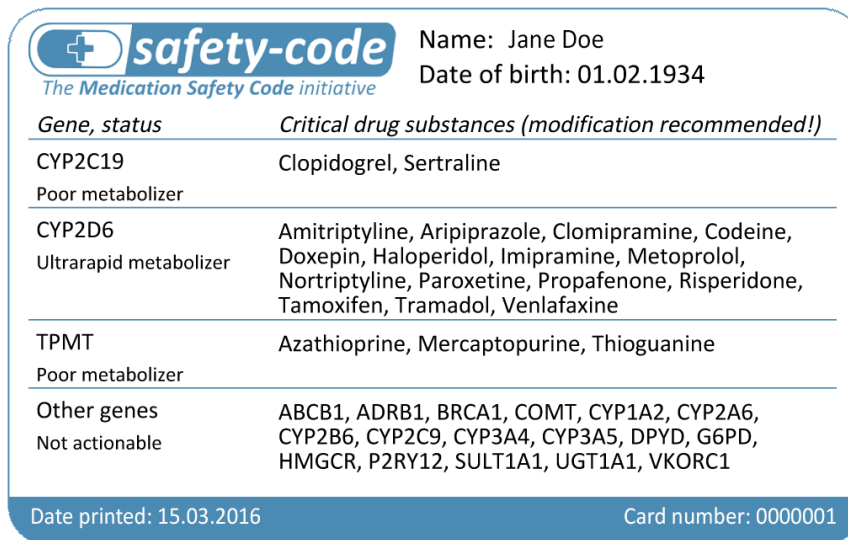 safety-code
The Medication Safety Code initiative
Name: Jane Doe
Date of birth: 01.02.1934
Gene, status
Critical drug substances (modification recommended!)
CYP2C19
Poor metabolizer
Clopidogrel, Sertraline
CYP2D6
Ultrarapid metabolizer
Amitriptyline, Aripiprazole, Clomipramine, Codeine,
Doxepin, Haloperidol, Imipramine, Metoprolol,
Nortriptyline, Paroxetine, Propafenone, Risperidone,
Tamoxifen, Tramadol, Venlafaxine
TPMT
Poor metabolizer
Azathioprine, Mercaptopurine, Thioguanine
Other genes
Not actionable
ABCB1, ADRB1, BRCA1, COMT, CYP1A2, CYP2A6,
CYP2B6, CYP2C9, CYP3A4, CYP3A5, DPYD, G6PD,
HMGCR, P2RY12, SULT1A1, UGT1A1, VKORC1
Date printed: 15.03.2016
Card number: 0000001